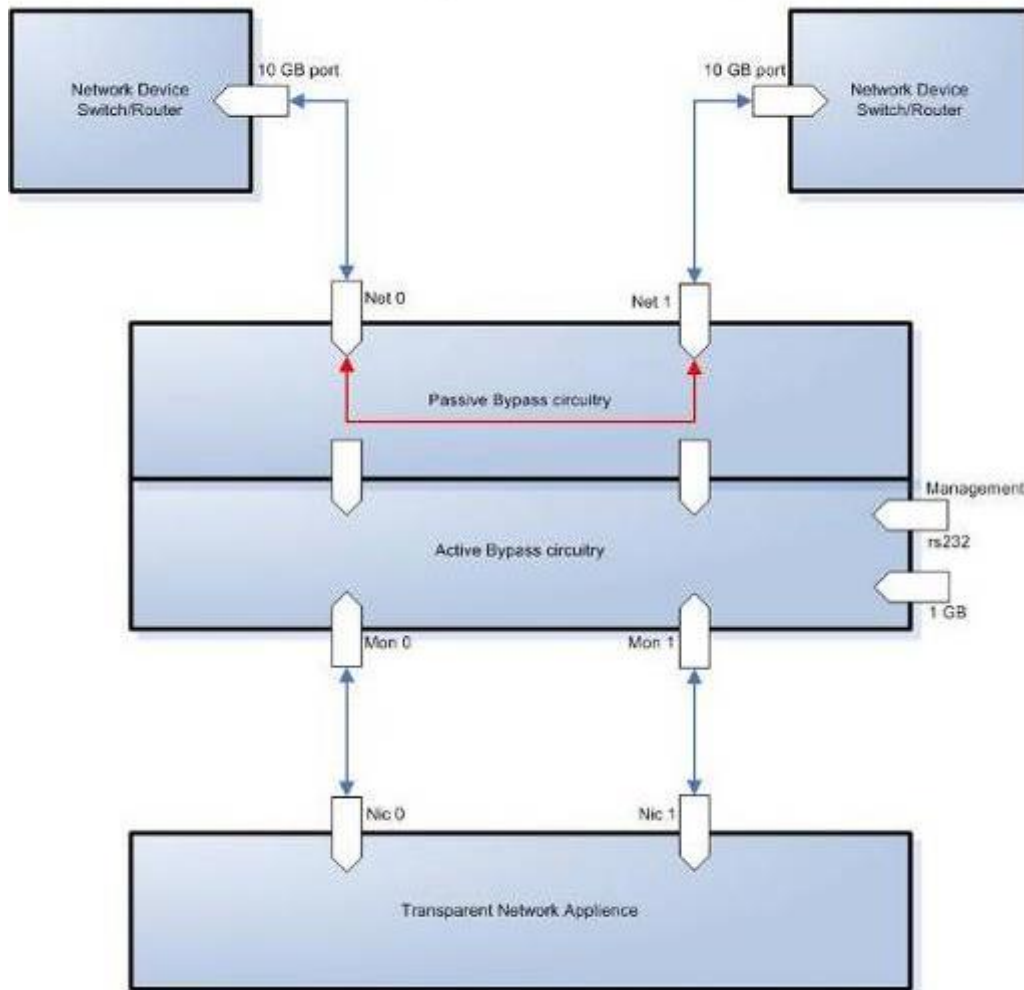 10 GB port
10 GB port
Network Device
Switch/Router
Network Device
Switch/Router
Net 0
Net 1
Passive Bypass circuitry
Management
rs232
Active Bypass circuitry
1 GB
Mon 0
Mon 1
Nic 0
Nic 1
Transparent Network Applience